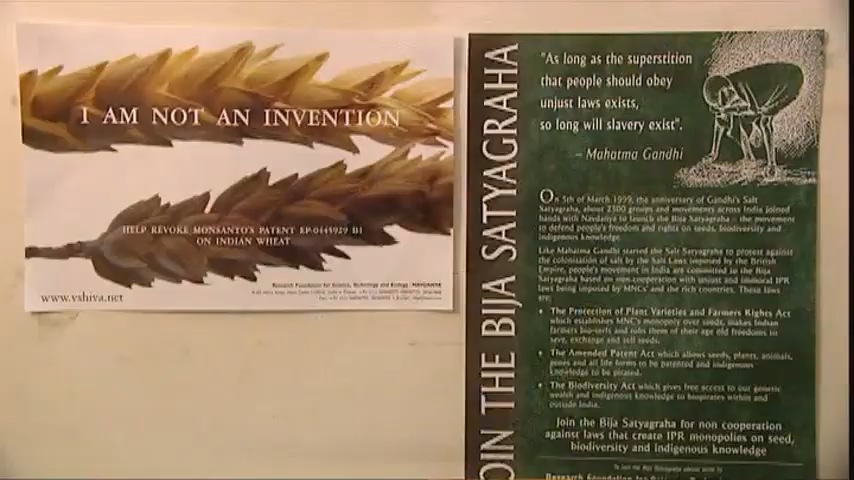 I AM NOT AN INVENTION
HELP REVOKE MONSANTO'S PATENT EP-0445929 B1
ON INDIAN WHEAT
Research Foundation for Science, Technology and Ecology / NAVDANYA
www.vshiva.net
JOIN THE BIJA SATYAGRAHA
"As long as the superstition
that people should obey
unjust laws exists,
so long will slavery exist".
– Mahatma Gandhi
On 5th of March 1999, the anniversary of Gandhi's Salt
Satyagraha, about 2500 groups and movements across India joined
hands with Navdanya to launch the Bija Satyagraha - the movement
to defend people's freedom and rights on seeds, biodiversity and
indigenous knowledge.
Like Mahatma Gandhi started the Salt Satyagraha to protest against
the colonisation of salt by the Salt Laws imposed by the British
Empire, people's movement in India are committed to the Bija
Satyagraha based on non-cooperation with unjust and immoral IPR
laws being imposed by MNCs' and the rich countries. These laws
are:
• The Protection of Plant Varieties and Farmers Rights Act
which establishes MNC's monopoly over seeds, makes Indian
farmers bio-serfs and robs them of their age old freedoms to
save, exchange and sell seeds.
• The Amended Patent Act which allows seeds, plants, animals,
genes and all life forms to be patented and indigenous
knowledge to be pirated.
• The Biodiversity Act which gives free access to our genetic
wealth and indigenous knowledge to biopirates within and
outside India.
Join the Bija Satyagraha for non cooperation
against laws that create IPR monopolies on seed,
biodiversity and indigenous knowledge